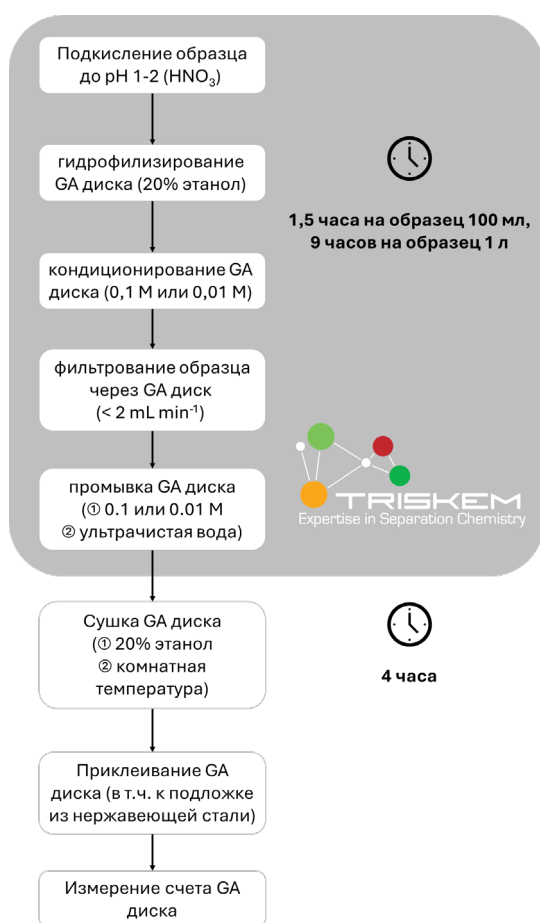 Подкисление образца
до pH 1-2 (HNO₃)
гидрофилизирование
GA диска (20% этанол)
1,5 часа на образец 100 мл,
9 часов на образец 1 л
кондиционирование GA
диска (0,1 M или 0,01 M)
фильтрование образца
через GA диск
(< 2 mL min⁻¹)
промывка GA диска
(① 0.1 или 0.01 M
② ультрачистая вода)
TRISKEM
Expertise in Separation Chemistry
Сушка GA диска
(① 20% этанол
② комнатная
температура)
4 часа
Приклеивание GA
диска (в т.ч. к подложке
из нержавеющей стали)
Измерение счета GA
диска